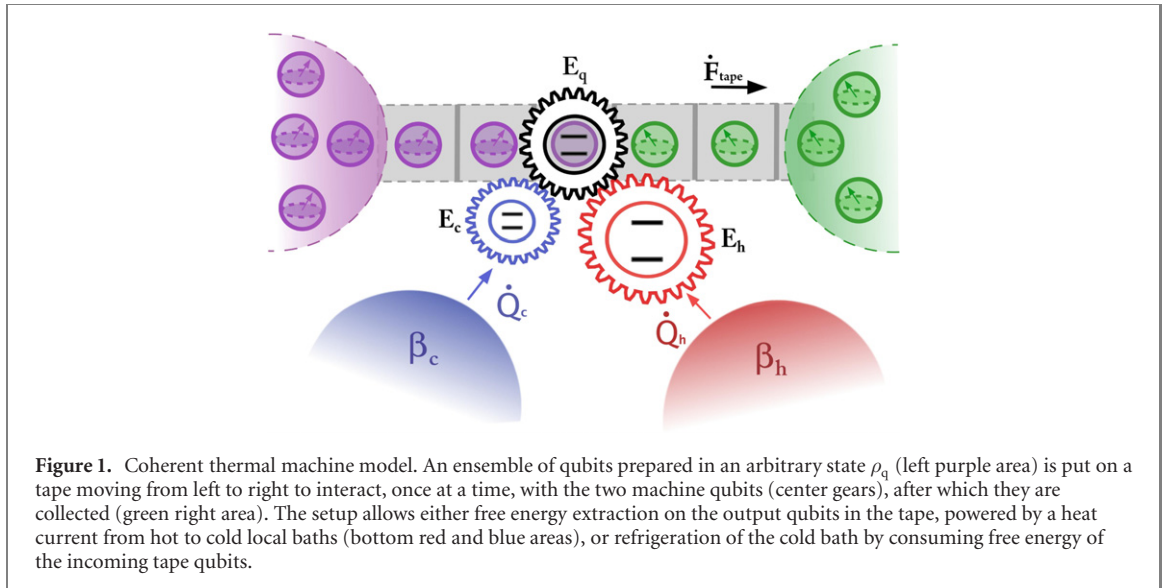 E_q
Ḟ_tape
E_c
E_h
Q̇_c
Q̇_h
β_c
β_h
Figure 1. Coherent thermal machine model. An ensemble of qubits prepared in an arbitrary state ρ_q (left purple area) is put on a
tape moving from left to right to interact, once at a time, with the two machine qubits (center gears), after which they are
collected (green right area). The setup allows either free energy extraction on the output qubits in the tape, powered by a heat
current from hot to cold local baths (bottom red and blue areas), or refrigeration of the cold bath by consuming free energy of
the incoming tape qubits.